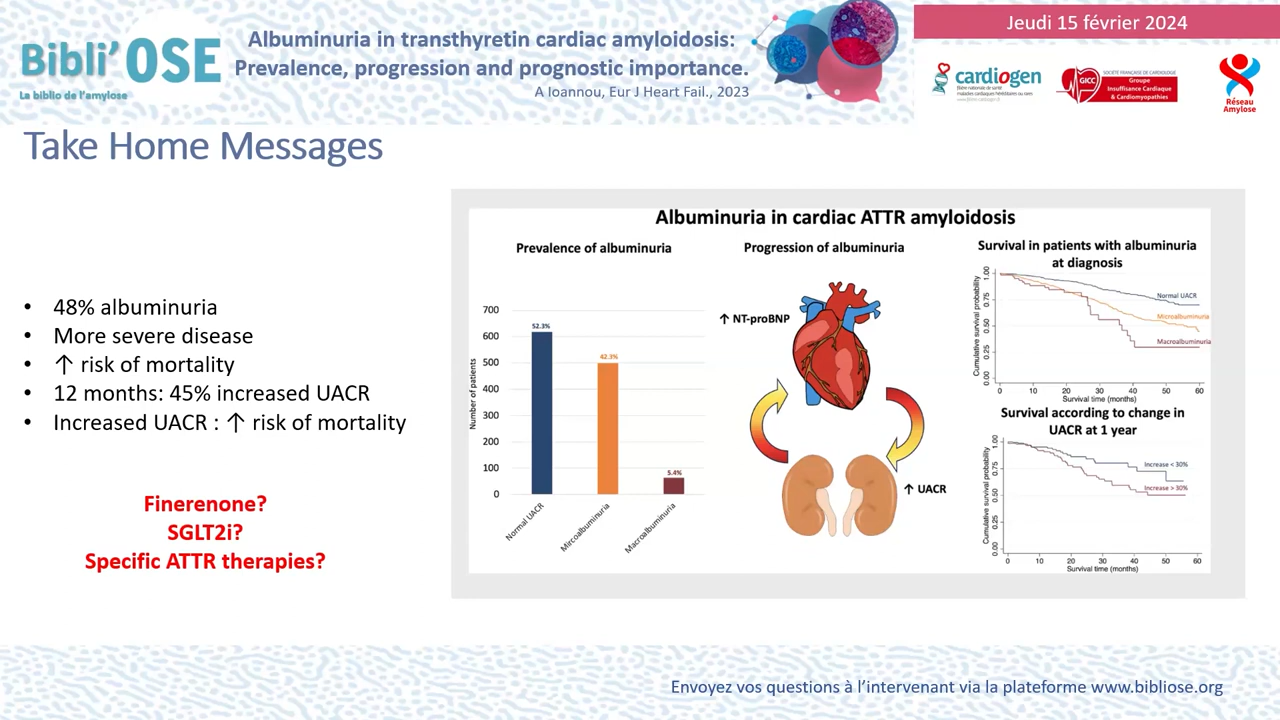 Bibli'OSE
La biblio de l'amylose
Albuminuria in transthyretin cardiac amyloidosis:
Prevalence, progression and prognostic importance.
A Ioannou, Eur J Heart Fail., 2023
Jeudi 15 février 2024
cardiogen
filière nationale de santé
maladies cardiaques héréditaires ou rares
GICC
SOCIÉTÉ FRANÇAISE DE CARDIOLOGIE
Groupe
Insuffisance Cardiaque
& Cardiomyopathies
Réseau
Amylose
Take Home Messages
• 48% albuminuria
• More severe disease
• ↑ risk of mortality
• 12 months: 45% increased UACR
• Increased UACR : ↑ risk of mortality
Finerenone?
SGLT2i?
Specific ATTR therapies?
Albuminuria in cardiac ATTR amyloidosis
Prevalence of albuminuria
Number of patients
700
600
500
400
300
200
100
0
52.3%
42.3%
5.4%
Normal UACR
Mircoalbuminuria
Macroalbuminuria
Progression of albuminuria
↑ NT-proBNP
↑ UACR
Survival in patients with albuminuria
at diagnosis
Cumulative survival probability
1.00
0.75
0.50
0.25
0.00
Normal UACR
Microalbuminuria
Macroalbuminuria
0 10 20 30 40 50 60
Survival time (months)
Survival according to change in
UACR at 1 year
Cumulative survival probability
1.00
0.75
0.50
0.25
0.00
Increase < 30%
Increase > 30%
0 10 20 30 40 50 60
Survival time (months)
Envoyez vos questions à l'intervenant via la plateforme www.bibliose.org